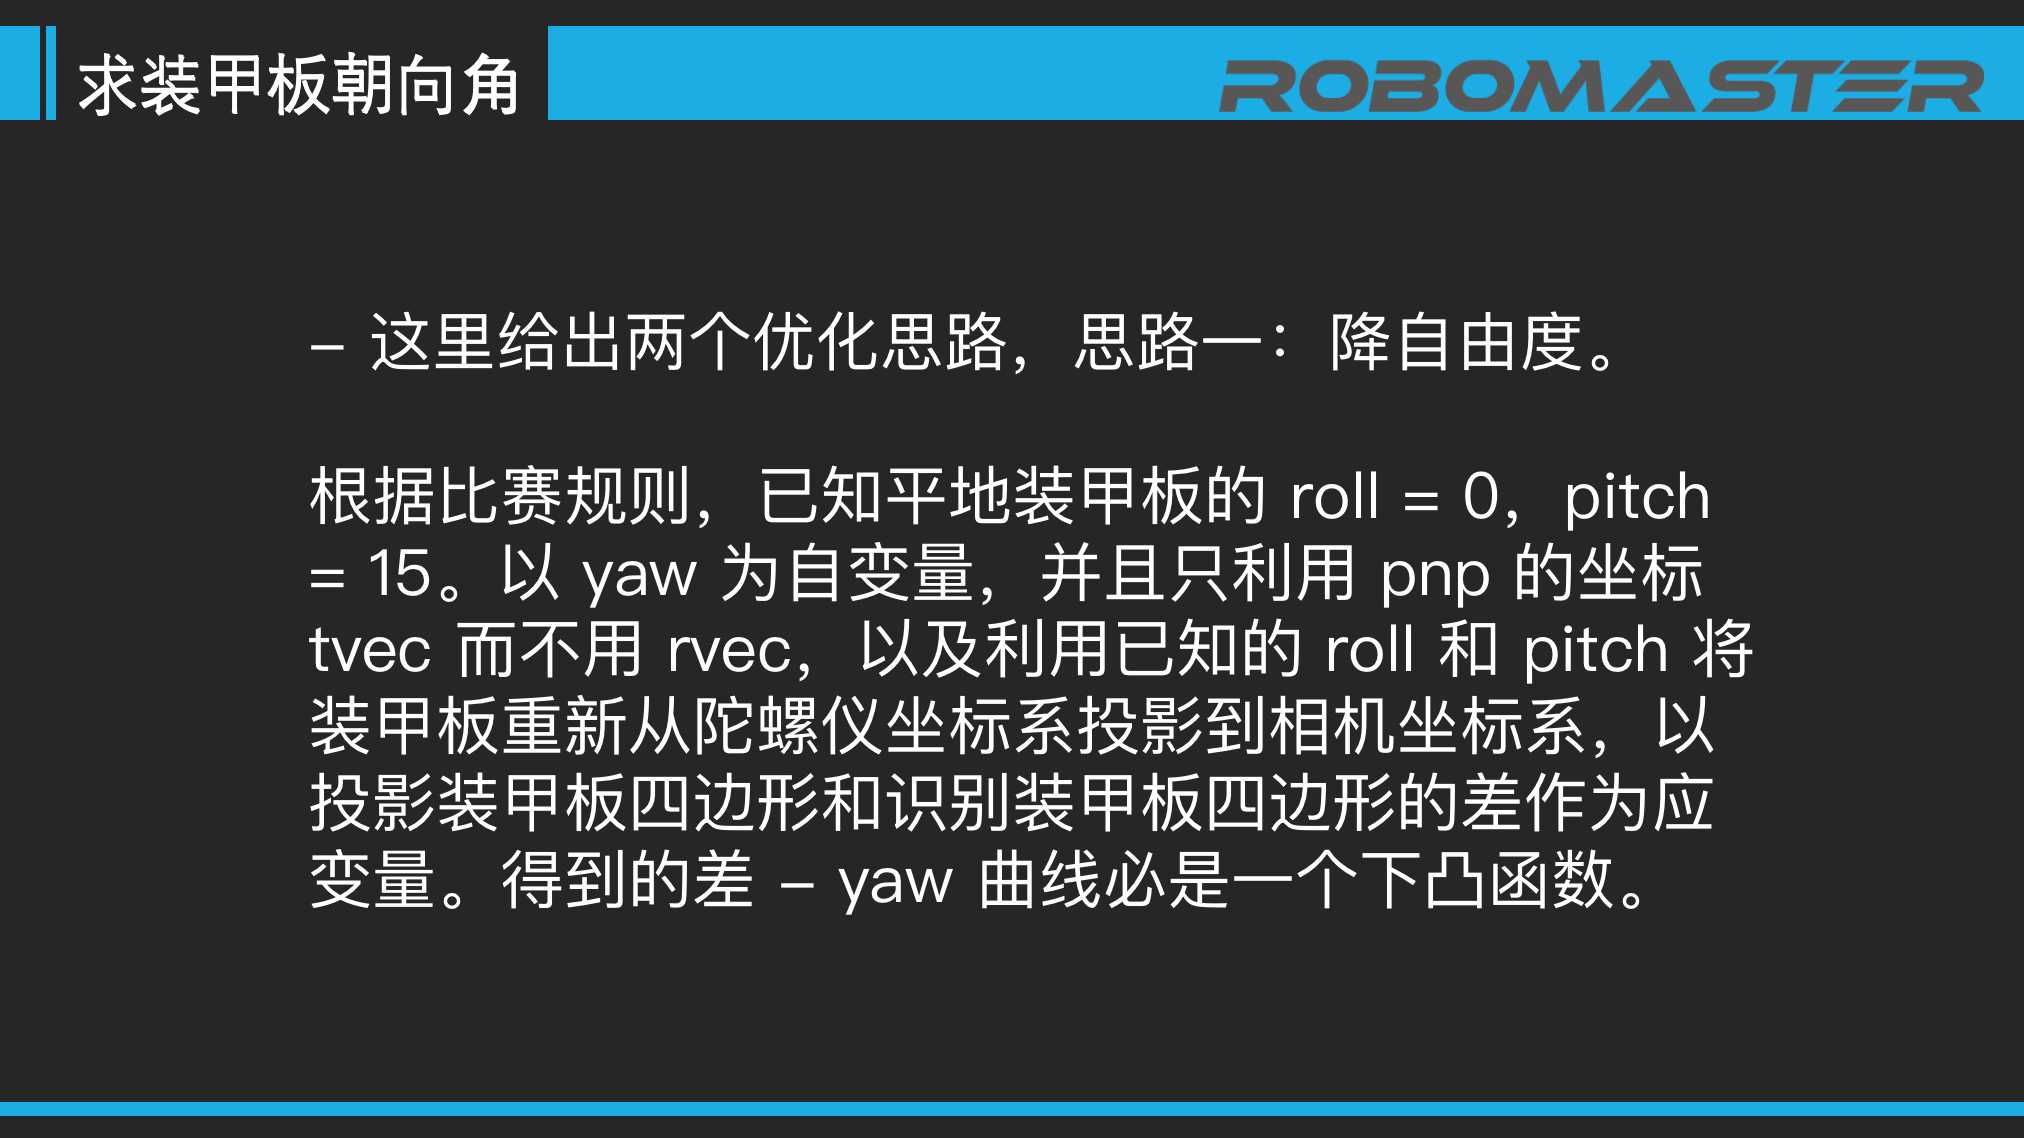 求装甲板朝向角
ROBOMASTER
– 这里给出两个优化思路，思路一：降自由度。
根据比赛规则，已知平地装甲板的 roll = 0，pitch
= 15。以 yaw 为自变量，并且只利用 pnp 的坐标
tvec 而不用 rvec，以及利用已知的 roll 和 pitch 将
装甲板重新从陀螺仪坐标系投影到相机坐标系，以
投影装甲板四边形和识别装甲板四边形的差作为应
变量。得到的差 – yaw 曲线必是一个下凸函数。